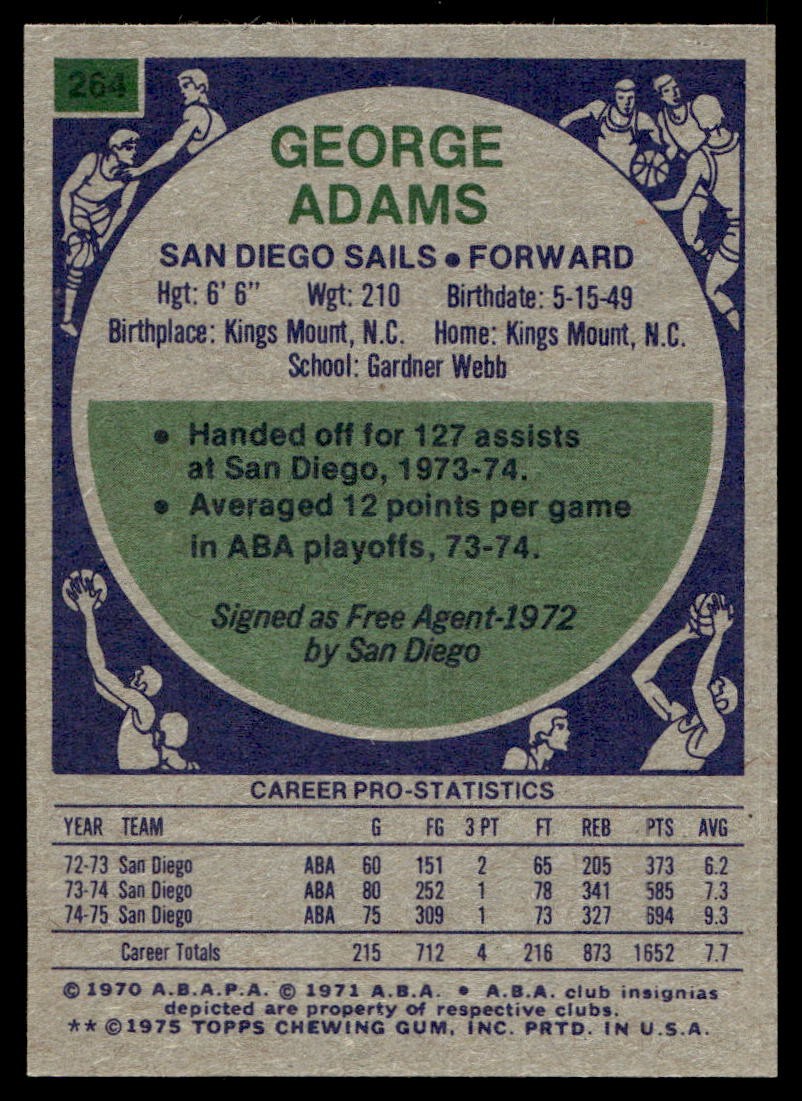 264
GEORGE
ADAMS
SAN DIEGO SAILS • FORWARD
Hgt: 6' 6" Wgt: 210 Birthdate: 5-15-49
Birthplace: Kings Mount, N.C. Home: Kings Mount, N.C.
School: Gardner Webb
• Handed off for 127 assists
at San Diego, 1973-74.
• Averaged 12 points per game
in ABA playoffs, 73-74.
Signed as Free Agent-1972
by San Diego
CAREER PRO-STATISTICS
YEAR TEAM G FG 3 PT FT REB PTS AVG
72-73 San Diego ABA 60 151 2 65 205 373 6.2
73-74 San Diego ABA 80 252 1 78 341 585 7.3
74-75 San Diego ABA 75 309 1 73 327 694 9.3
Career Totals 215 712 4 216 873 1652 7.7
© 1970 A.B.A.P.A. © 1971 A.B.A. • A.B.A. club insignias
depicted are property of respective clubs.
** © 1975 TOPPS CHEWING GUM, INC. PRTD. IN U.S.A.